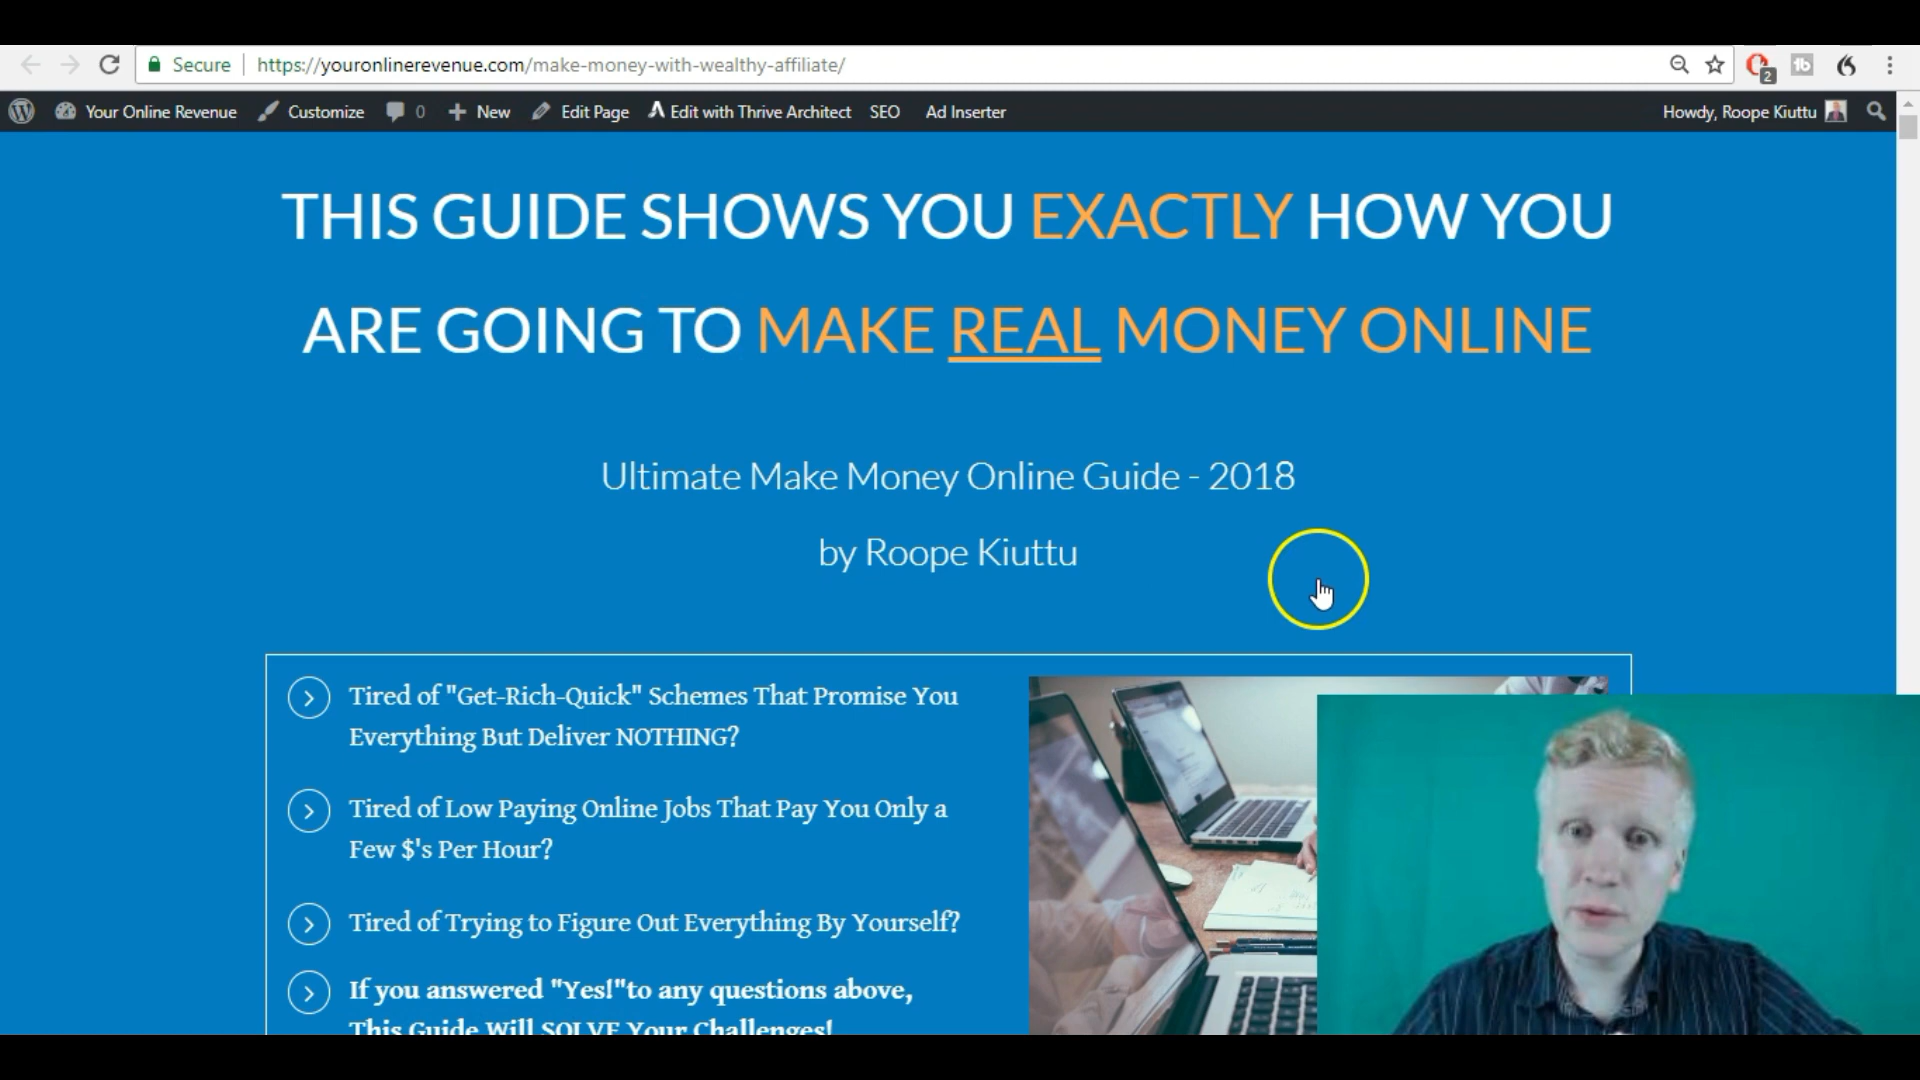 Secure https://youronlinerevenue.com/make-money-with-wealthy-affiliate/
2
Your Online Revenue Customize 0 New Edit Page Edit with Thrive Architect SEO Ad Inserter Howdy, Roope Kiuttu
THIS GUIDE SHOWS YOU EXACTLY HOW YOU
ARE GOING TO MAKE REAL MONEY ONLINE
Ultimate Make Money Online Guide - 2018
by Roope Kiuttu
Tired of "Get-Rich-Quick" Schemes That Promise You
Everything But Deliver NOTHING?
Tired of Low Paying Online Jobs That Pay You Only a
Few $'s Per Hour?
Tired of Trying to Figure Out Everything By Yourself?
If you answered "Yes!"to any questions above,
This Guide Will SOLVE Your Challenges!